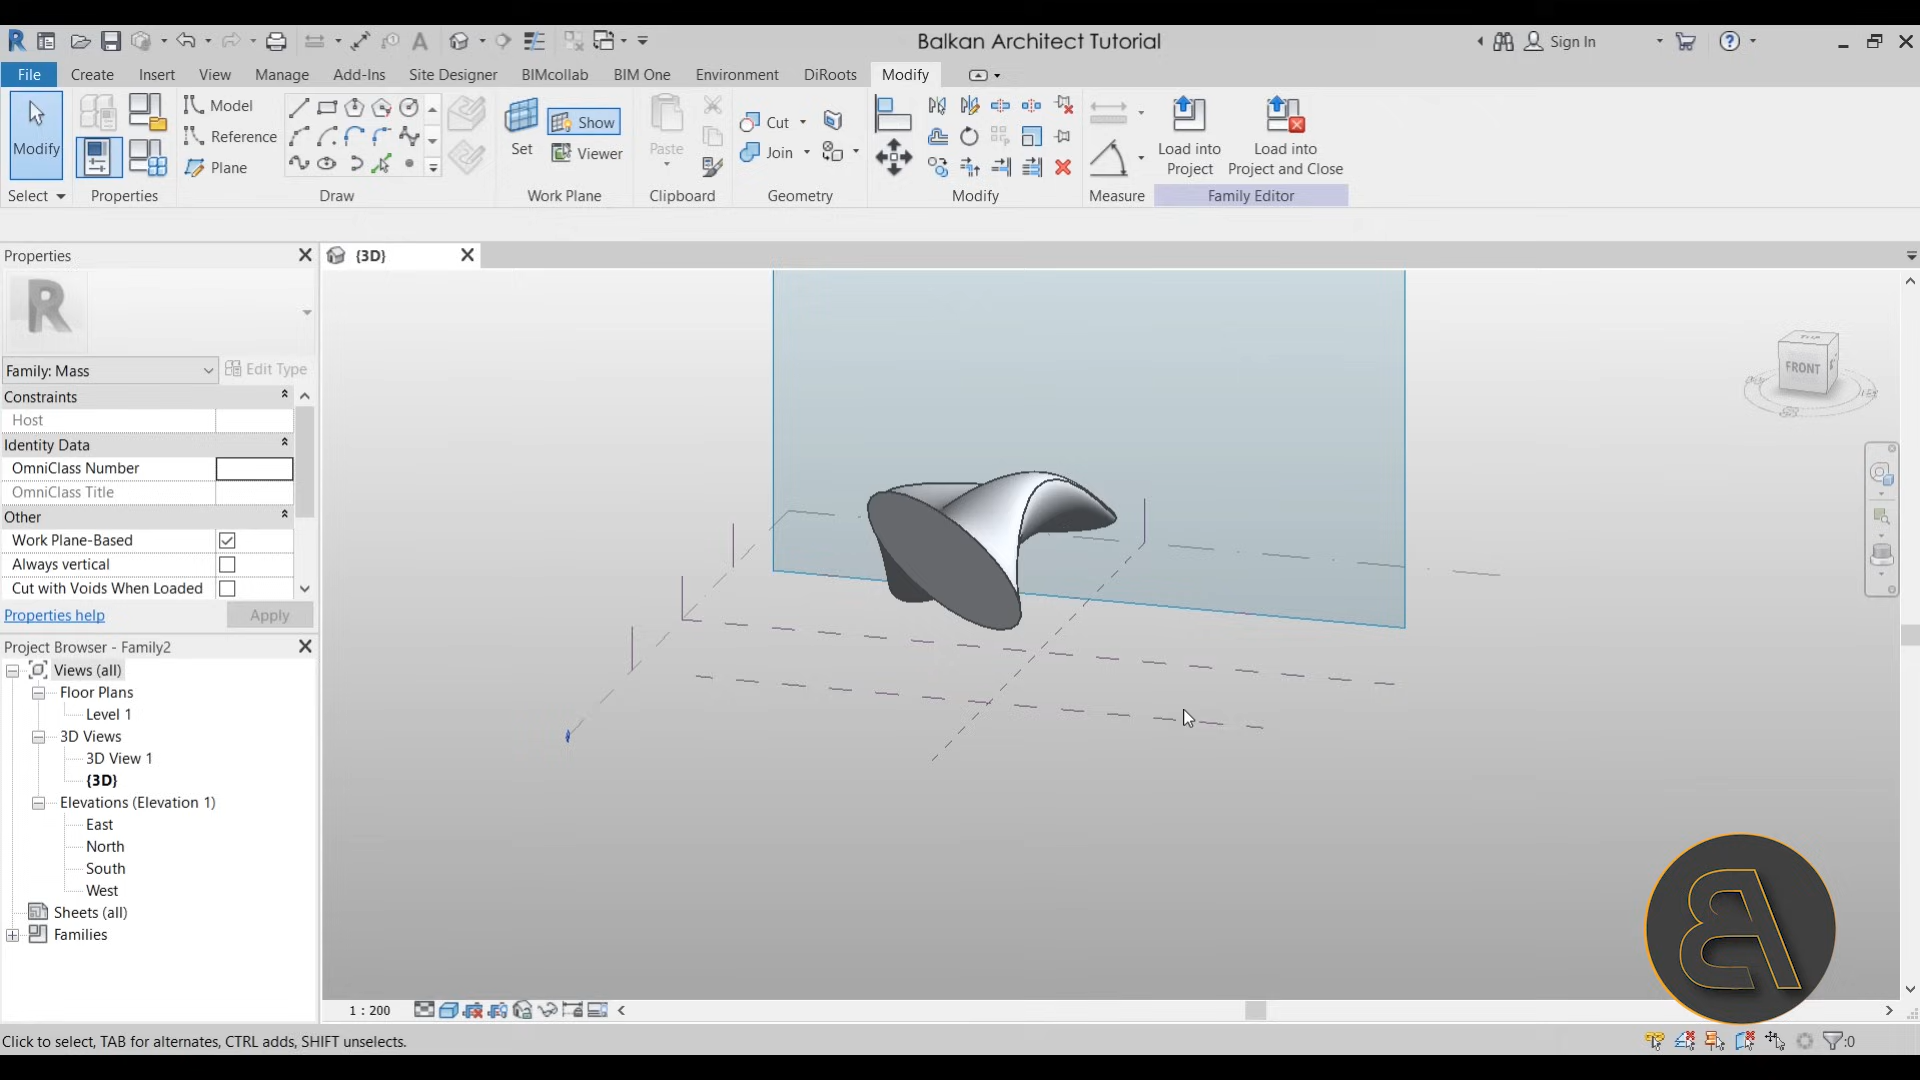 Balkan Architect Tutorial
Sign In
File Create Insert View Manage Add-Ins Site Designer BIMcollab BIM One Environment DiRoots Modify
Modify
Select
Properties
Model
Reference
Plane
Draw
Set
Show
Viewer
Work Plane
Paste
Clipboard
Cut
Join
Geometry
Modify
Measure
Load into
Project
Load into
Project and Close
Family Editor
Properties
{3D}
Family: Mass
Edit Type
Constraints
Host
Identity Data
OmniClass Number
OmniClass Title
Other
Work Plane-Based
Always vertical
Cut with Voids When Loaded
Properties help
Apply
Project Browser - Family2
Views (all)
Floor Plans
Level 1
3D Views
3D View 1
{3D}
Elevations (Elevation 1)
East
North
South
West
Sheets (all)
Families
FRONT
1 : 200
Click to select, TAB for alternates, CTRL adds, SHIFT unselects.
:0